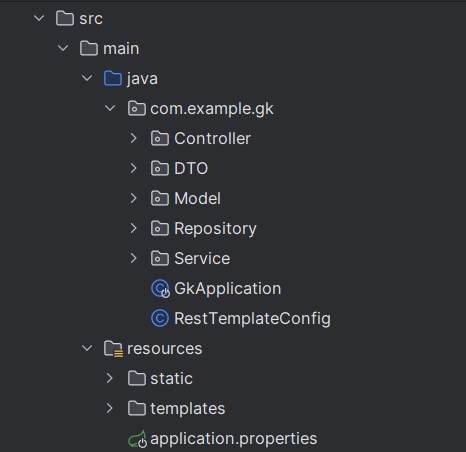 src
main
java
com.example.gk
Controller
DTO
Model
Repository
Service
GkApplication
RestTemplateConfig
resources
static
templates
application.properties